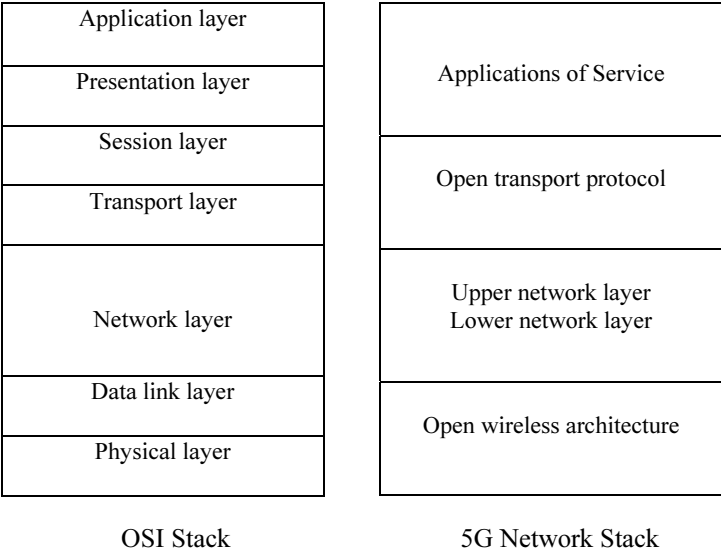 Application layer
Presentation layer
Session layer
Transport layer
Network layer
Data link layer
Physical layer
OSI Stack
Applications of Service
Open transport protocol
Upper network layer
Lower network layer
Open wireless architecture
5G Network Stack